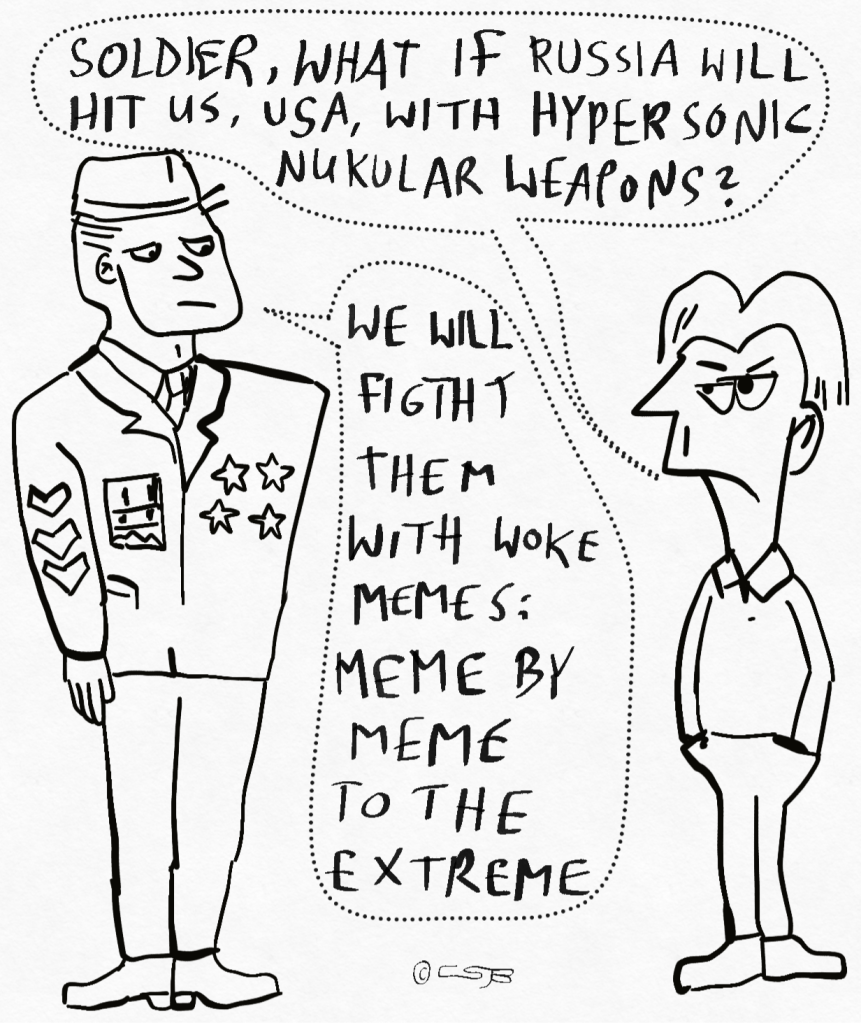 SOLDIER, WHAT IF RUSSIA WILL
HIT US, USA, WITH HYPERSONIC
NUKULAR WEAPONS?
WE WILL
FIGTHT
THEM
WITH WOKE
MEMES:
MEME BY
MEME
TO THE
EXTREME
© CSB